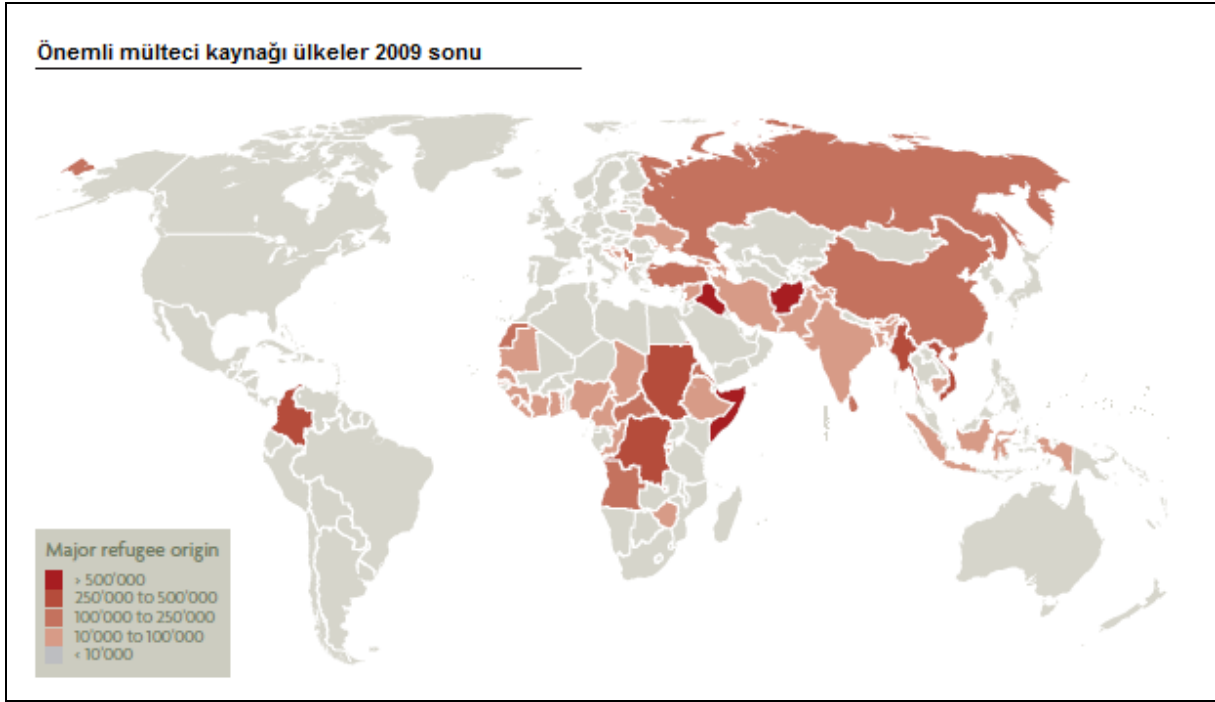 Önemli mülteci kaynağı ülkeler 2009 sonu
Major refugee origin
> 500'000
250'000 to 500'000
100'000 to 250'000
10'000 to 100'000
< 10'000